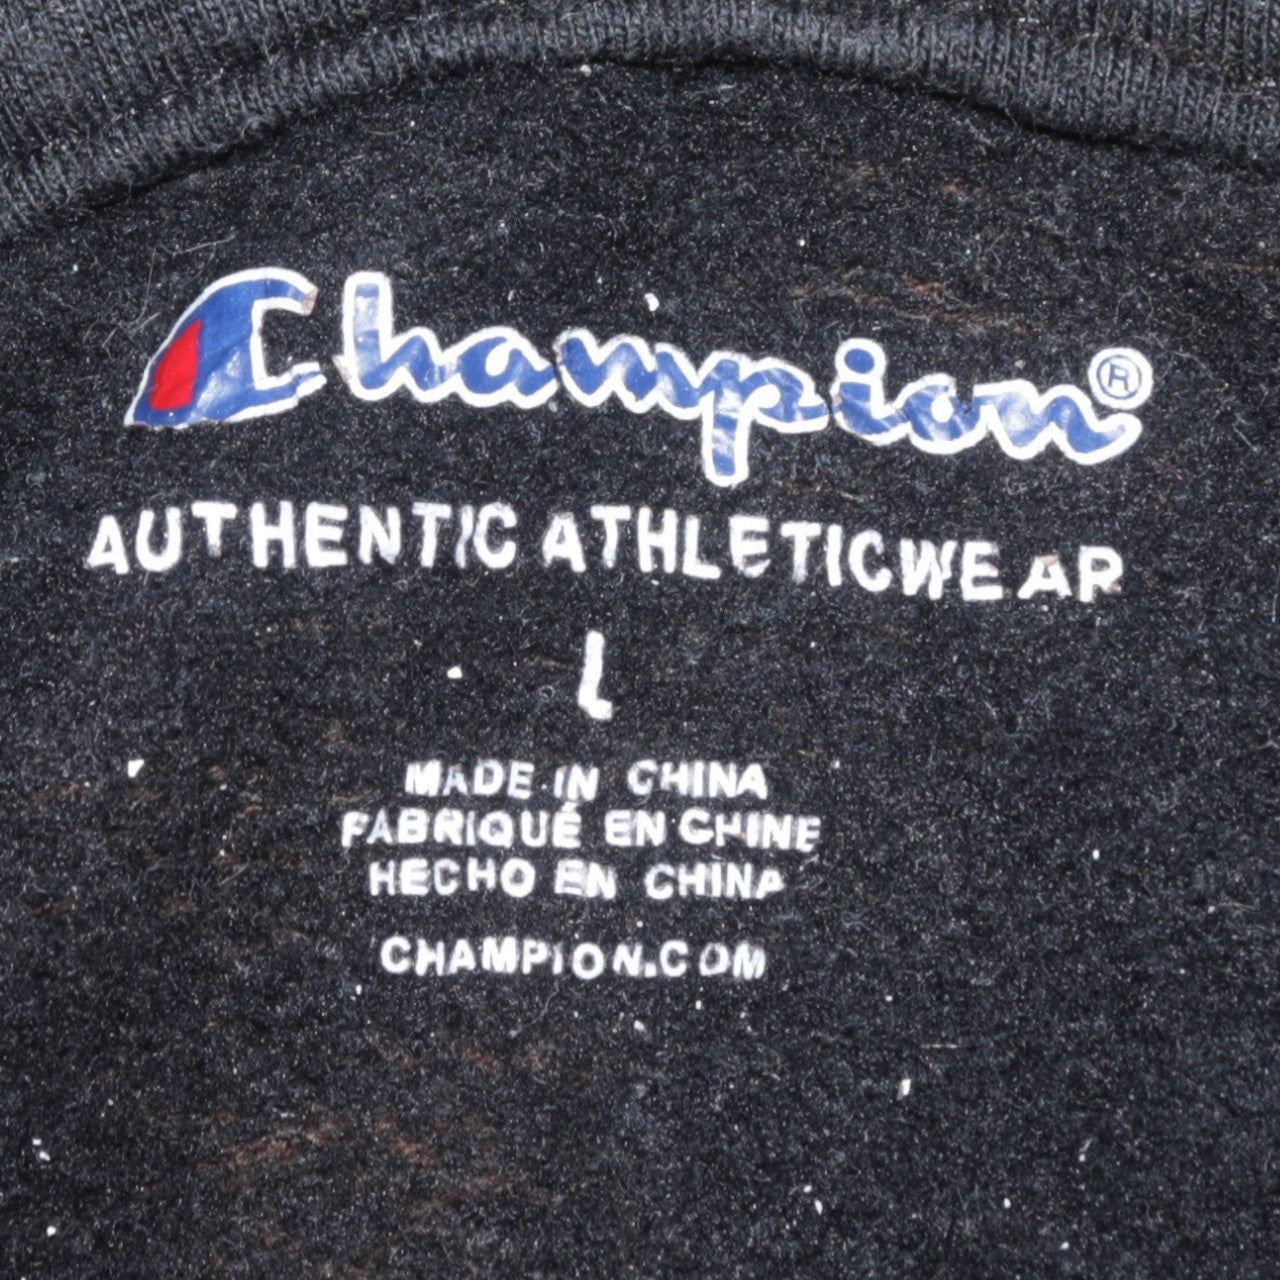 Champion®
AUTHENTIC ATHLETICWEAR
L
MADE IN CHINA
FABRIQUÉ EN CHINE
HECHO EN CHINA
CHAMPION.COM